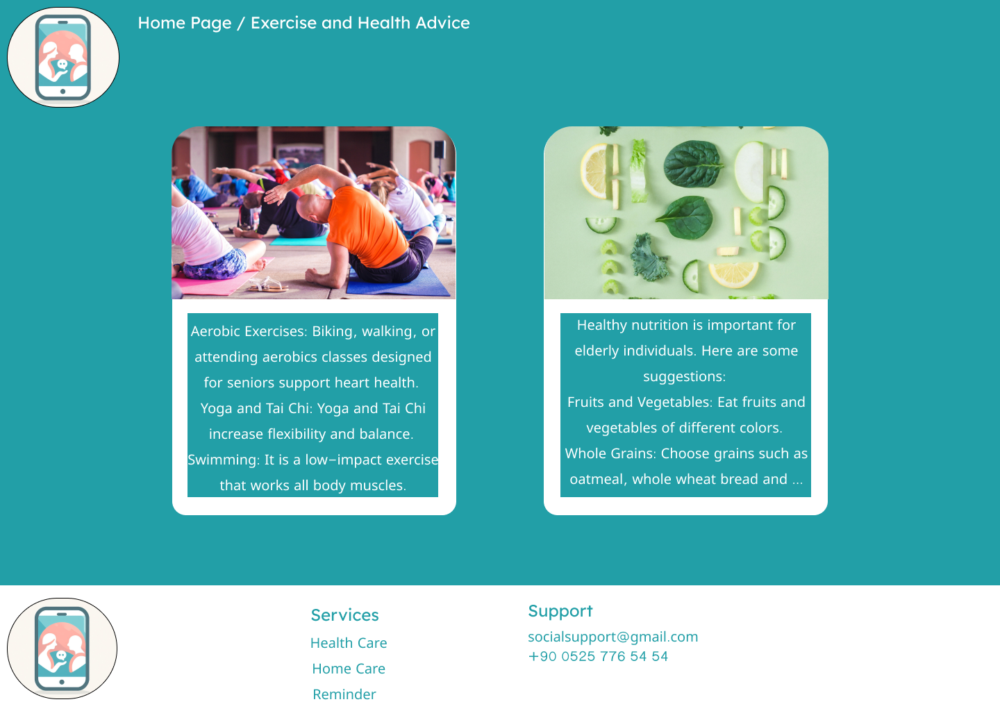 Home Page / Exercise and Health Advice
Aerobic Exercises: Biking, walking, or
attending aerobics classes designed
for seniors support heart health.
Yoga and Tai Chi: Yoga and Tai Chi
increase flexibility and balance.
Swimming: It is a low-impact exercise
that works all body muscles.
Healthy nutrition is important for
elderly individuals. Here are some
suggestions:
Fruits and Vegetables: Eat fruits and
vegetables of different colors.
Whole Grains: Choose grains such as
oatmeal, whole wheat bread and ...
Services
Health Care
Home Care
Reminder
Support
socialsupport@gmail.com
+90 0525 776 54 54